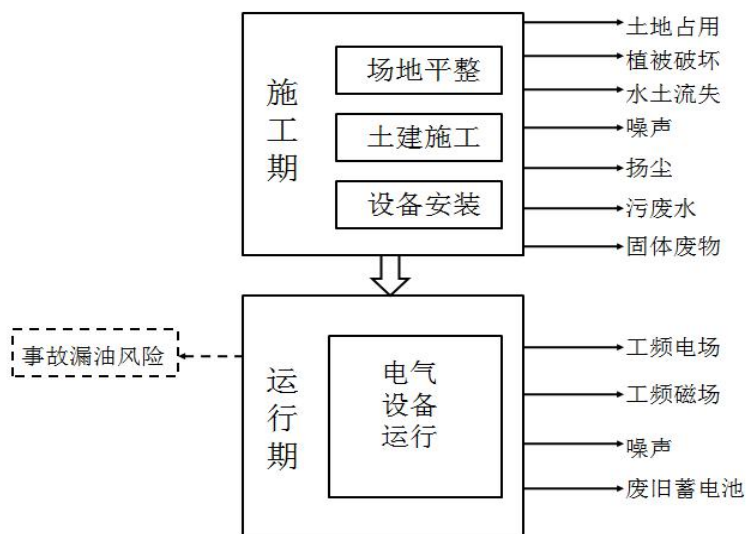 施工期
场地平整
土建施工
设备安装
土地占用
植被破坏
水土流失
噪声
扬尘
污废水
固体废物
事故漏油风险
运行期
电气
设备
运行
工频电场
工频磁场
噪声
废旧蓄电池